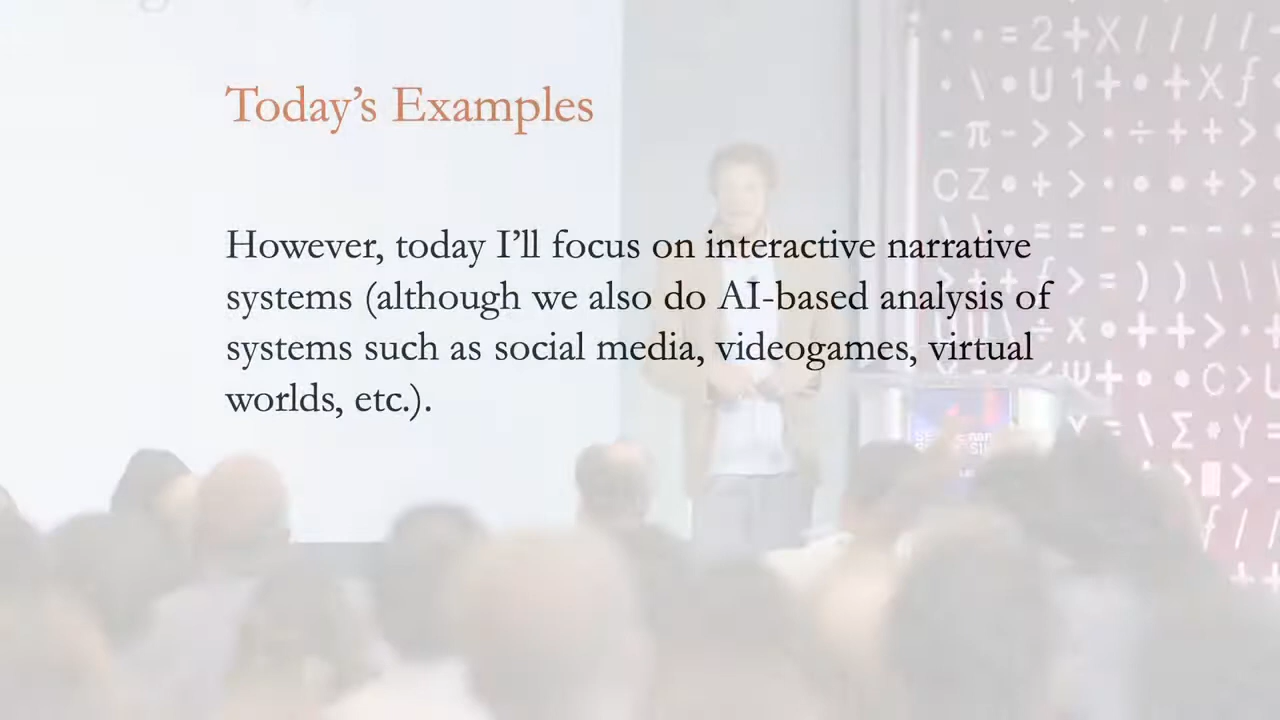 Today's Examples
However, today I'll focus on interactive narrative
systems (although we also do AI-based analysis of
systems such as social media, videogames, virtual
worlds, etc.).